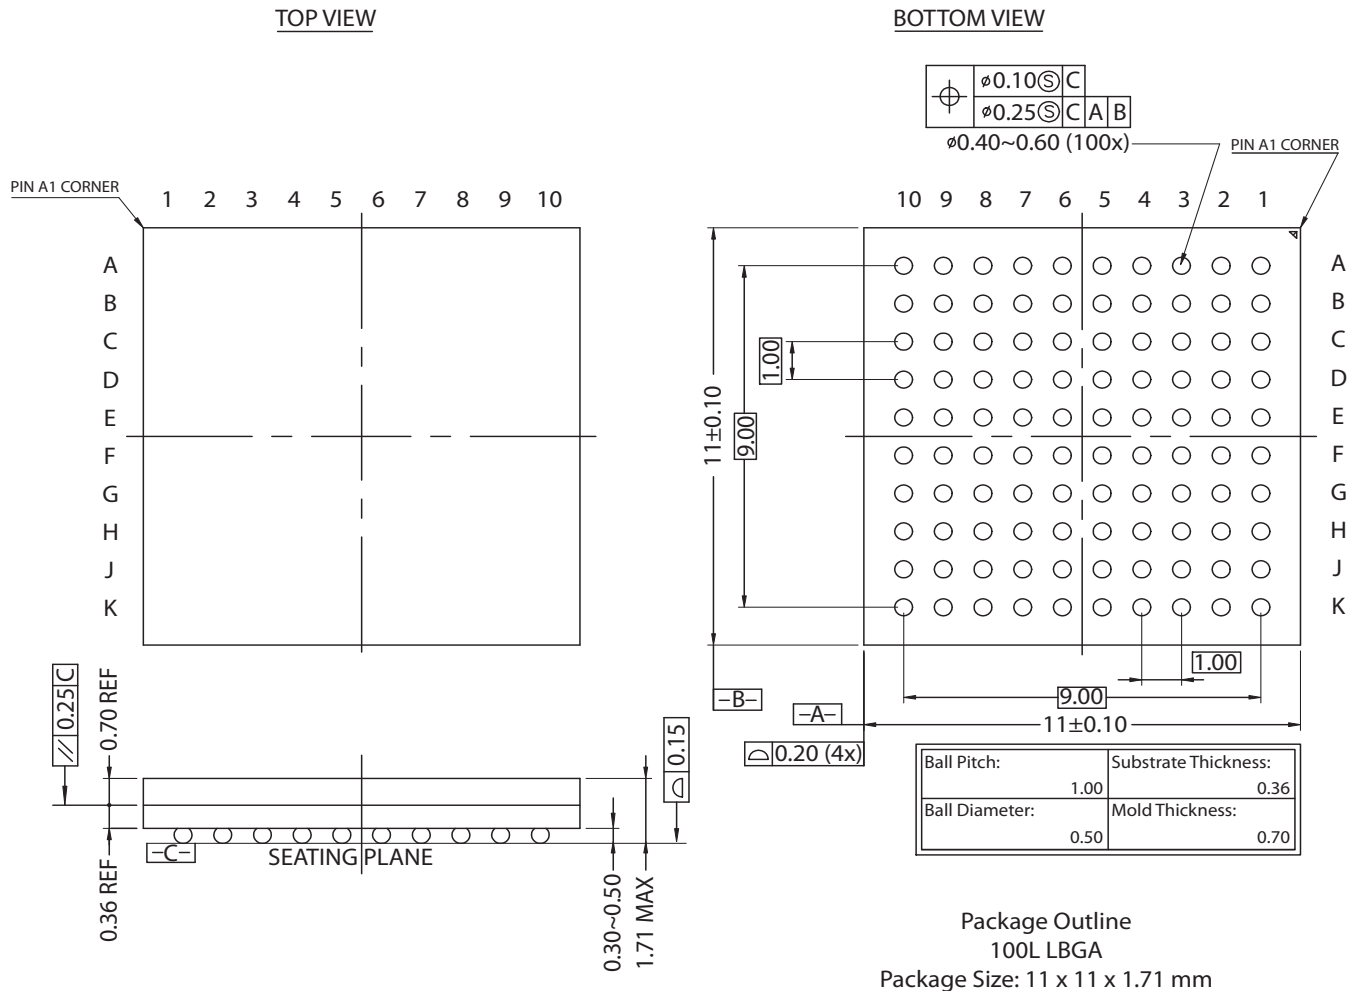 TOP VIEW
BOTTOM VIEW
⌀0.10Ⓢ C
⌀0.25Ⓢ C A B
⌀0.40~0.60 (100x)
PIN A1 CORNER
PIN A1 CORNER
1 2 3 4 5 6 7 8 9 10
10 9 8 7 6 5 4 3 2 1
A
B
C
D
E
F
G
H
J
K
A
B
C
D
E
F
G
H
J
K
1.00
9.00
11±0.10
1.00
9.00
11±0.10
-B-
-A-
0.20 (4x)
// 0.25 C
0.70 REF
0.36 REF
-C-
SEATING PLANE
0.15
0.30~0.50
1.71 MAX
Ball Pitch: 1.00
Substrate Thickness: 0.36
Ball Diameter: 0.50
Mold Thickness: 0.70
Package Outline
100L LBGA
Package Size: 11 x 11 x 1.71 mm